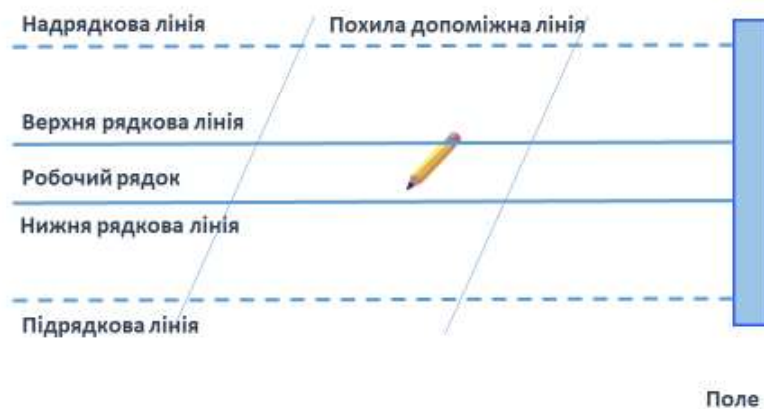 Надрядкова лінія
Похила допоміжна лінія
Верхня рядкова лінія
Робочий рядок
Нижня рядкова лінія
Підрядкова лінія
Поле